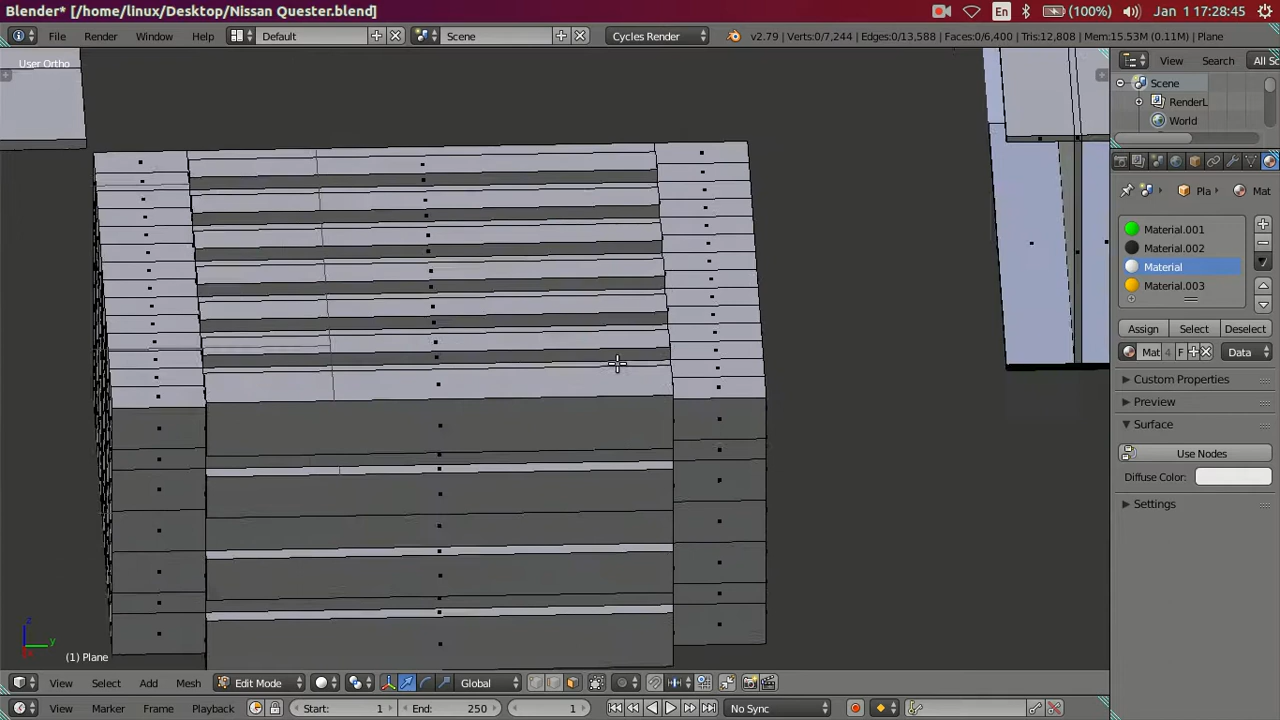 Blender* [/home/linux/Desktop/Nissan Quester.blend] En (100%) Jan 1 17:28:45
File Render Window Help Default Scene Cycles Render v2.79 | Verts:0/7,244 | Edges:0/13,588 | Faces:0/6,400 | Tris:12,808 | Mem:15.53M (0.11M) | Plane
User Ortho
View Search All Sc
Scene
RenderL
World
Pla Mat
Material.001
Material.002
Material
Material.003
Assign Select Deselect
Mat 4 F Data
Custom Properties
Preview
Surface
Use Nodes
Diffuse Color:
Settings
z
y
(1) Plane
View Select Add Mesh Edit Mode Global
View Marker Frame Playback Start: 1 End: 250 1 No Sync